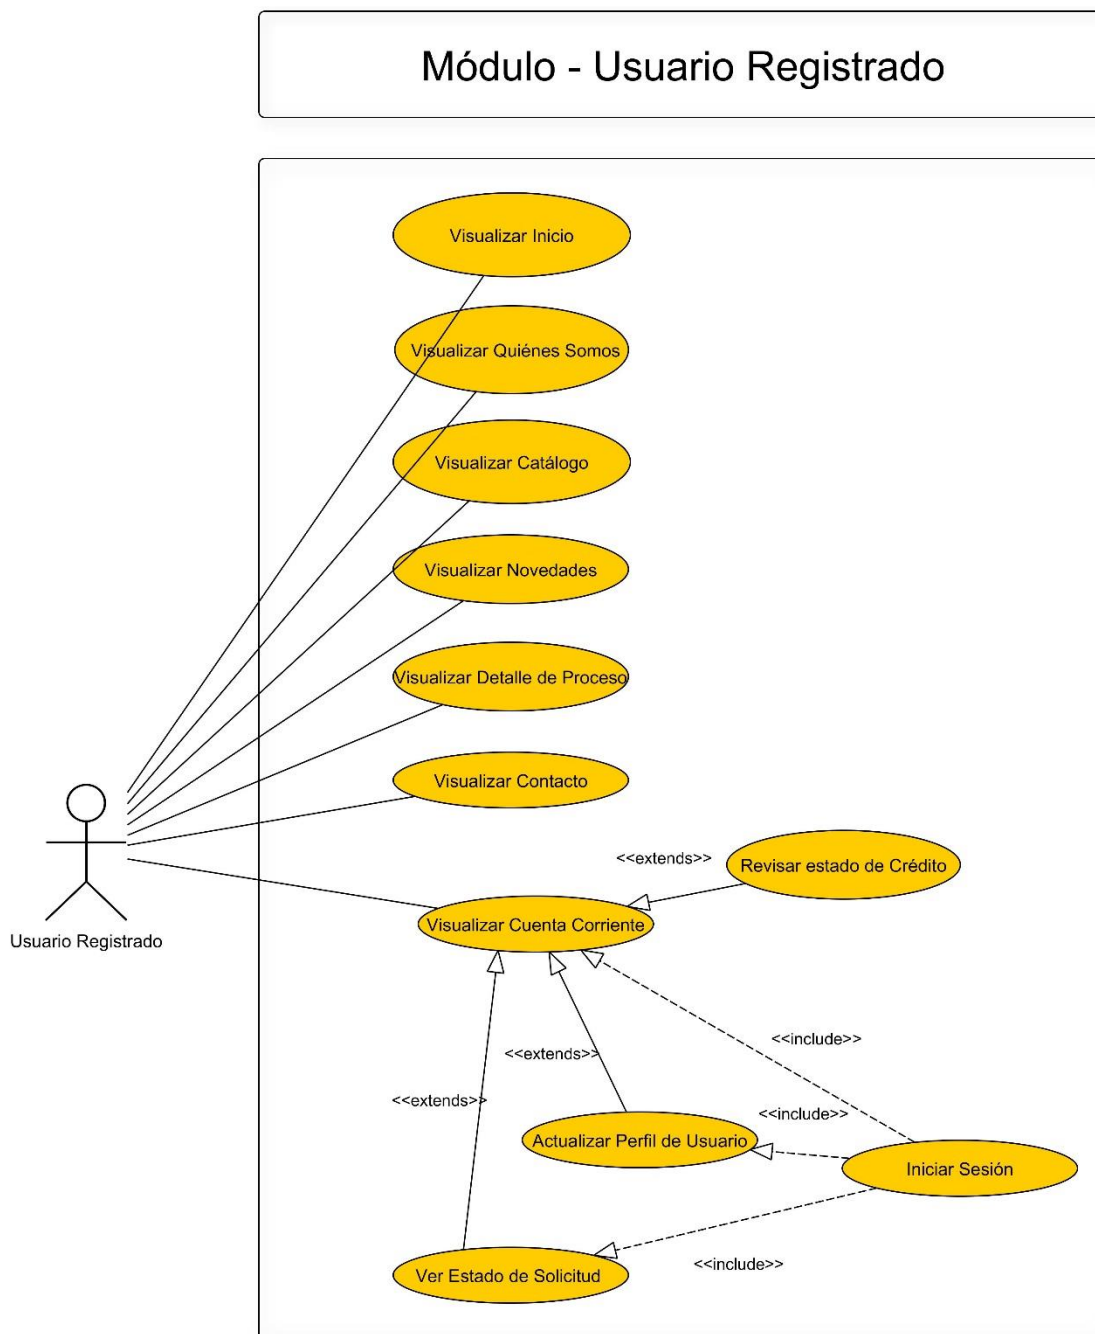 Módulo - Usuario Registrado
Visualizar Inicio
Visualizar Quiénes Somos
Visualizar Catálogo
Visualizar Novedades
Visualizar Detalle de Proceso
Visualizar Contacto
<<extends>>
Revisar estado de Crédito
Visualizar Cuenta Corriente
Usuario Registrado
<<include>>
<<extends>>
<<extends>>
<<include>>
Actualizar Perfil de Usuario
Iniciar Sesión
<<include>>
Ver Estado de Solicitud